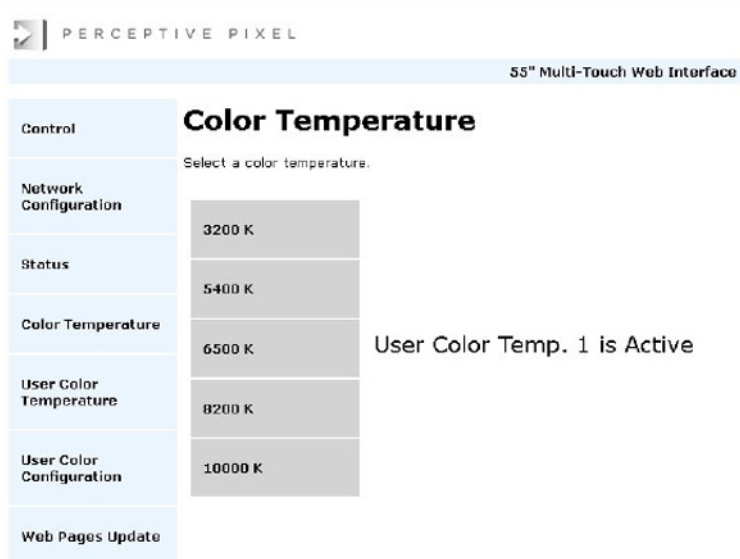 PERCEPTIVE PIXEL
55" Multi-Touch Web Interface
Control
Network
Configuration
Status
Color Temperature
User Color
Temperature
User Color
Configuration
Web Pages Update
Color Temperature
Select a color temperature.
3200 K
5400 K
6500 K
8200 K
10000 K
User Color Temp. 1 is Active